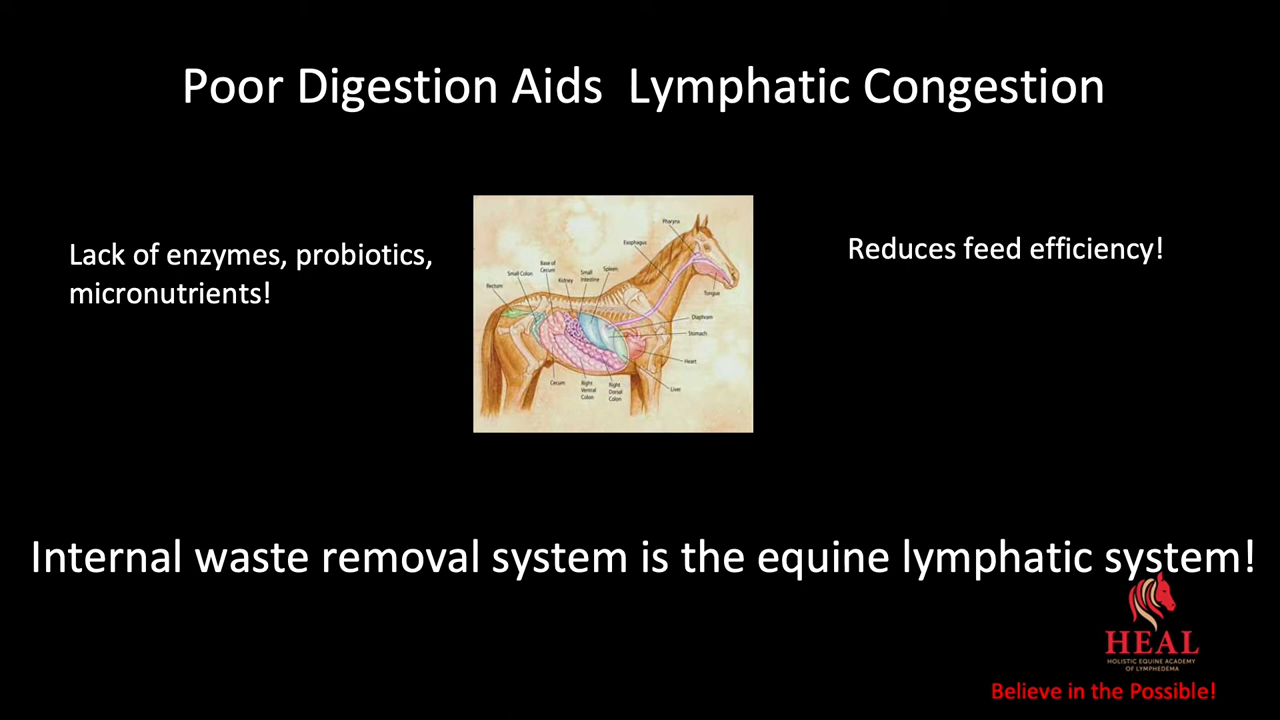 Poor Digestion Aids Lymphatic Congestion
Lack of enzymes, probiotics,
micronutrients!
Reduces feed efficiency!
Pharynx
Esophagus
Base of
Cecum
Small Colon
Small
Intestine
Spleen
Kidney
Rectum
Tongue
Diaphram
Stomach
Heart
Liver
Cecum
Right
Ventral
Colon
Right
Dorsal
Colon
Internal waste removal system is the equine lymphatic system!
HEAL
HOLISTIC EQUINE ACADEMY
OF LYMPHEDEMA
Believe in the Possible!